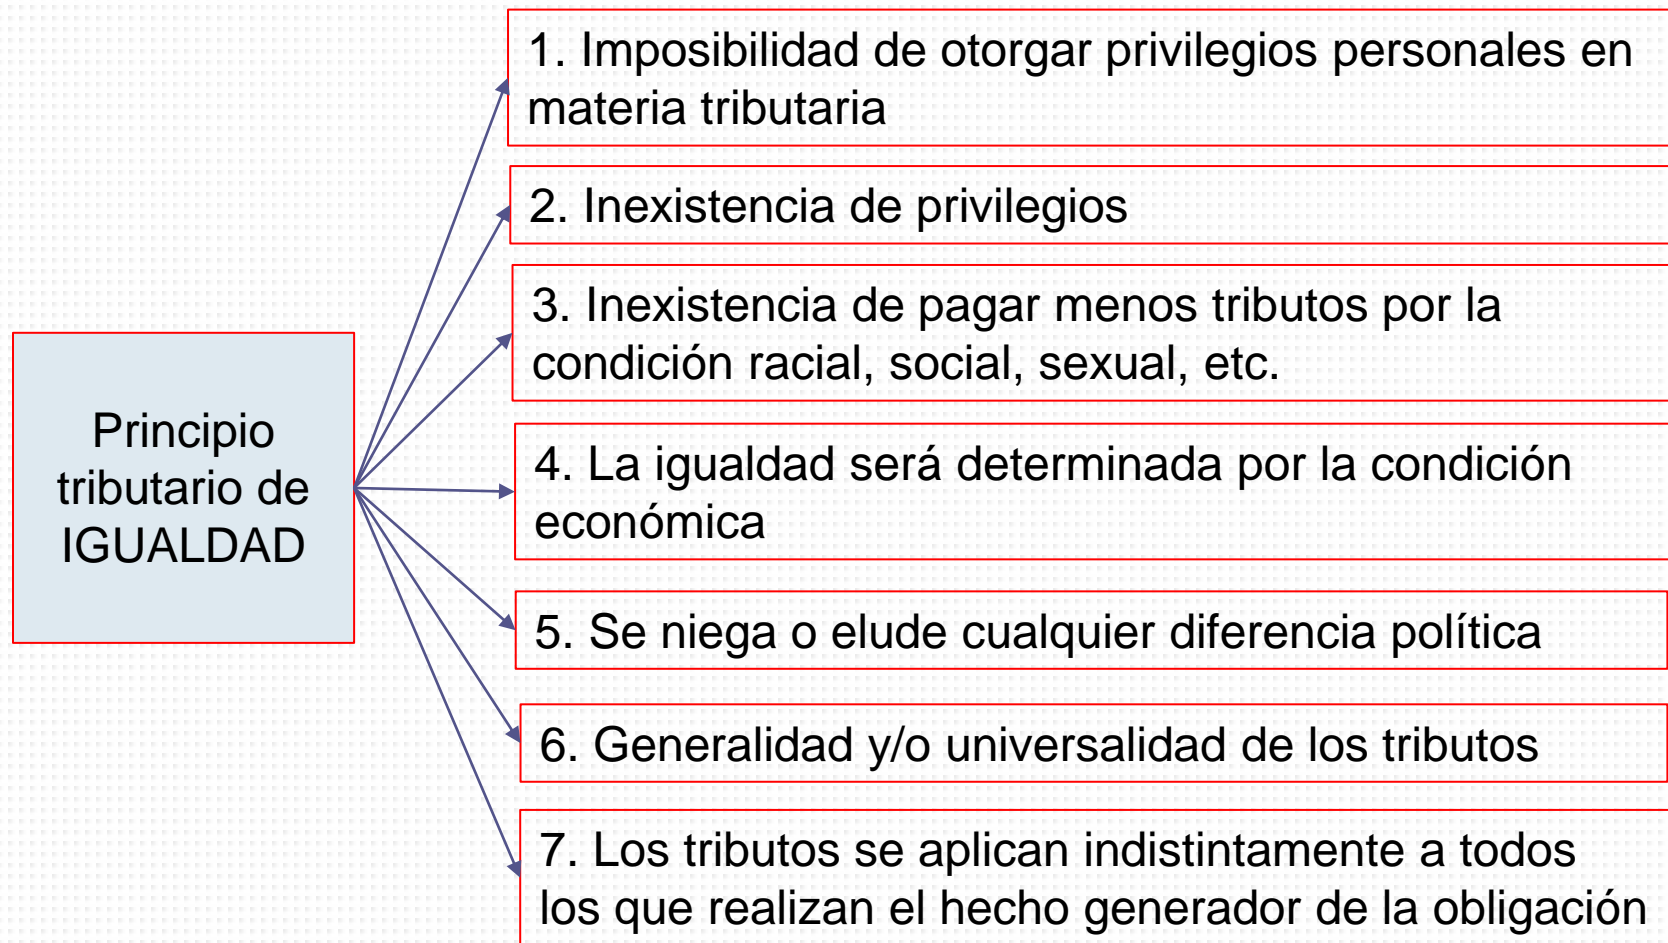 1. Imposibilidad de otorgar privilegios personales en
materia tributaria
2. Inexistencia de privilegios
3. Inexistencia de pagar menos tributos por la
condición racial, social, sexual, etc.
Principio
tributario de
IGUALDAD
4. La igualdad será determinada por la condición
económica
5. Se niega o elude cualquier diferencia política
6. Generalidad y/o universalidad de los tributos
7. Los tributos se aplican indistintamente a todos
los que realizan el hecho generador de la obligación